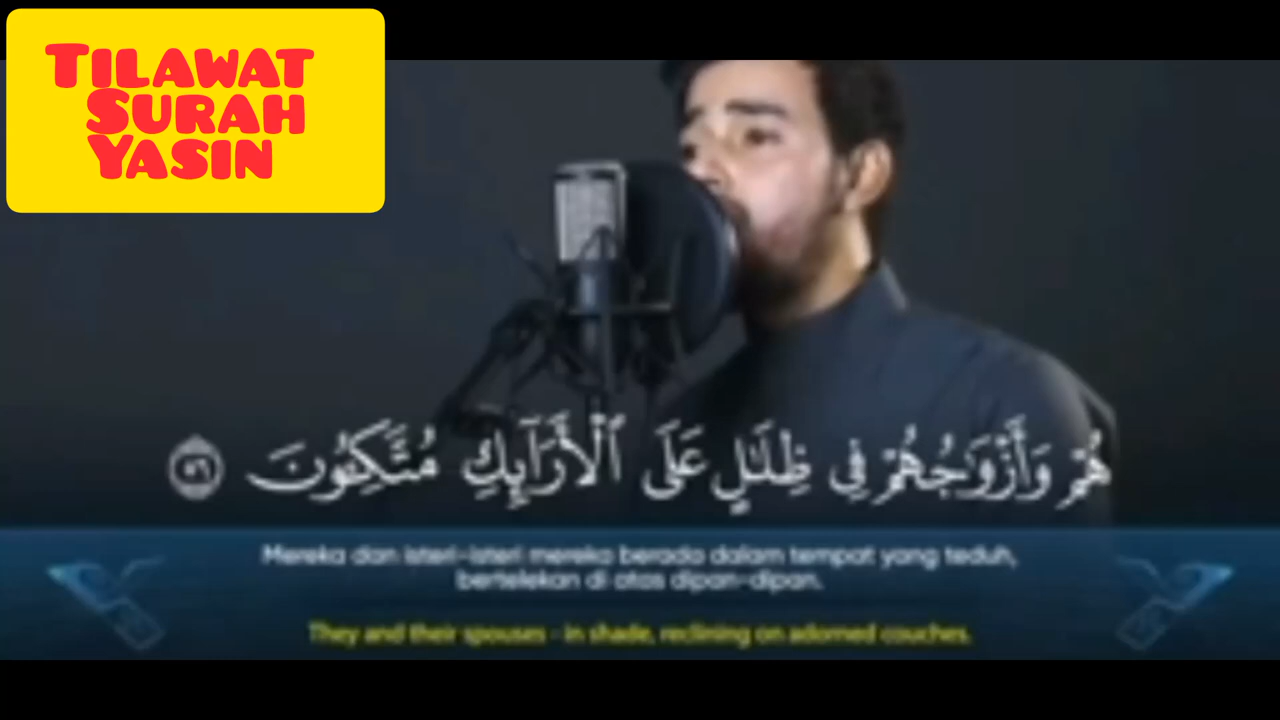 TILAWAT
SURAH
YASIN
هُمْ وَأَزْوَٰجُهُمْ فِى ظِلَـٰلٍ عَلَى ٱلْأَرَآئِكِ مُتَّكِـُٔونَ ٥٦
Mereka dan isteri-isteri mereka berada dalam tempat yang teduh,
bertelekan di atas dipan-dipan.
They and their spouses - in shade, reclining on adorned couches.